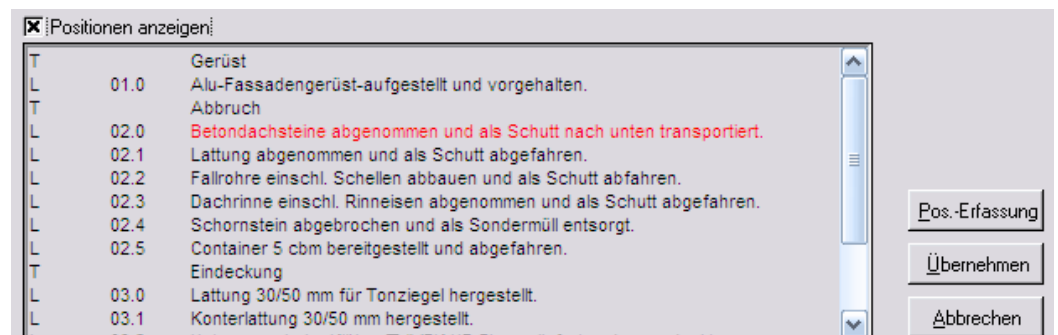 Positionen anzeigen
T Gerüst
L 01.0 Alu-Fassadengerüst-aufgestellt und vorgehalten.
T Abbruch
L 02.0 Betondachsteine abgenommen und als Schutt nach unten transportiert.
L 02.1 Lattung abgenommen und als Schutt abgefahren.
L 02.2 Fallrohre einschl. Schellen abbauen und als Schutt abfahren.
L 02.3 Dachrinne einschl. Rinneisen abgenommen und als Schutt abgefahren.
L 02.4 Schornstein abgebrochen und als Sondermüll entsorgt.
L 02.5 Container 5 cbm bereitgestellt und abgefahren.
T Eindeckung
L 03.0 Lattung 30/50 mm für Tonziegel hergestellt.
L 03.1 Konterlattung 30/50 mm hergestellt.
Pos.-Erfassung
Übernehmen
Abbrechen